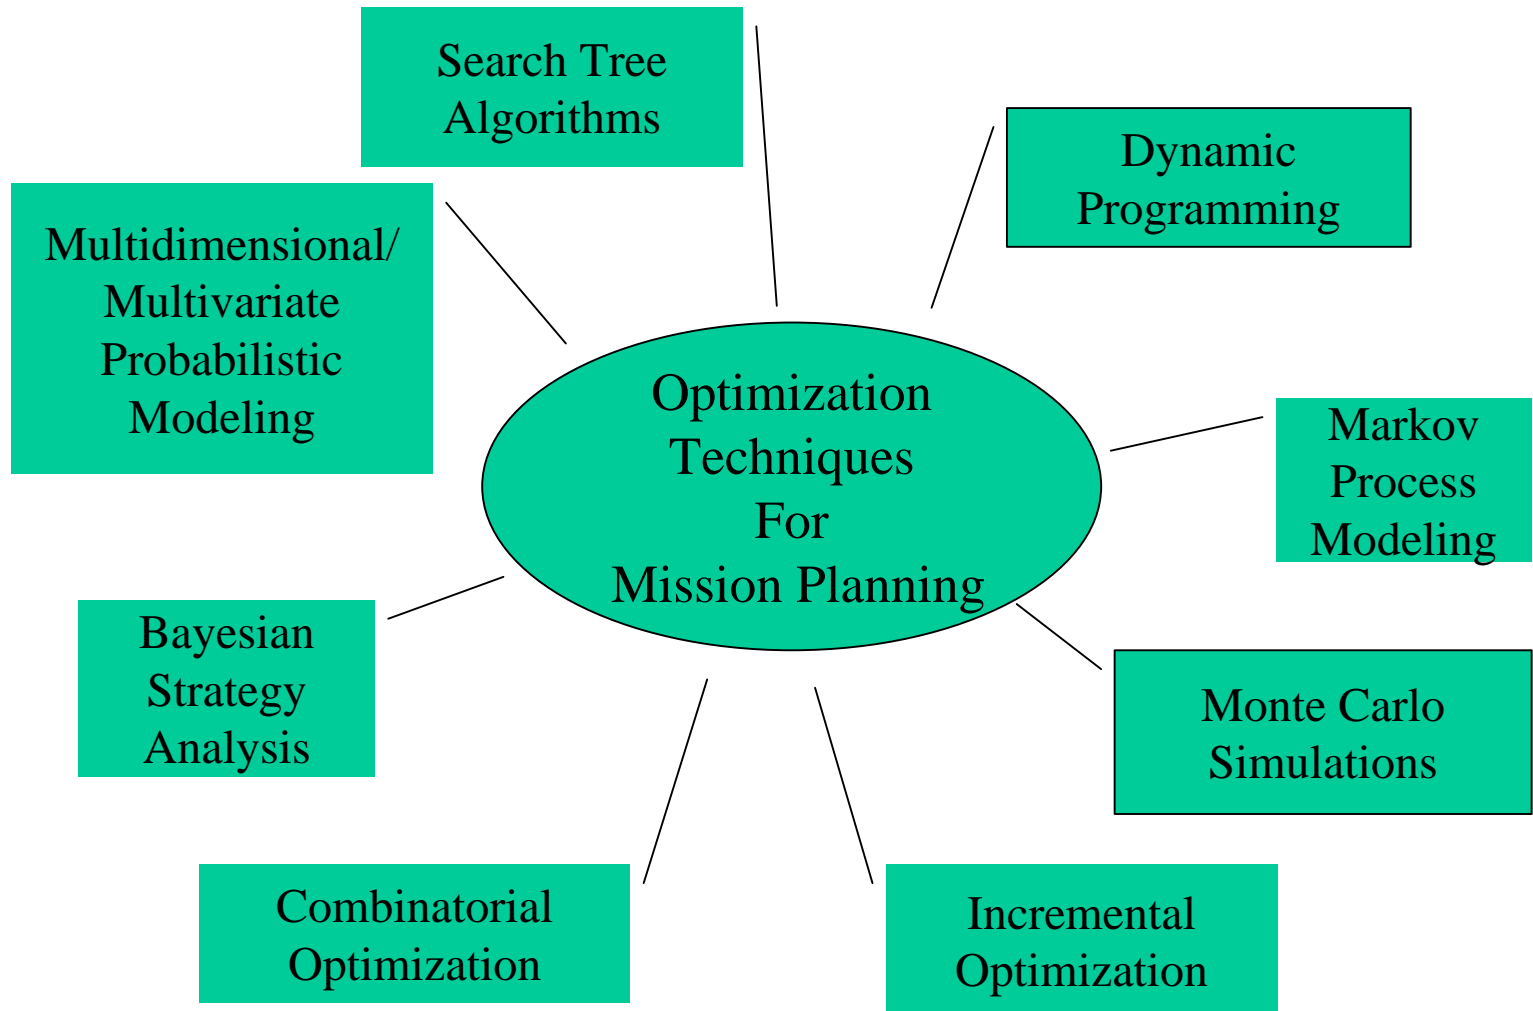 Search Tree
Algorithms
Dynamic
Programming
Multidimensional/
Multivariate
Probabilistic
Modeling
Optimization
Techniques
For
Mission Planning
Markov
Process
Modeling
Bayesian
Strategy
Analysis
Monte Carlo
Simulations
Combinatorial
Optimization
Incremental
Optimization